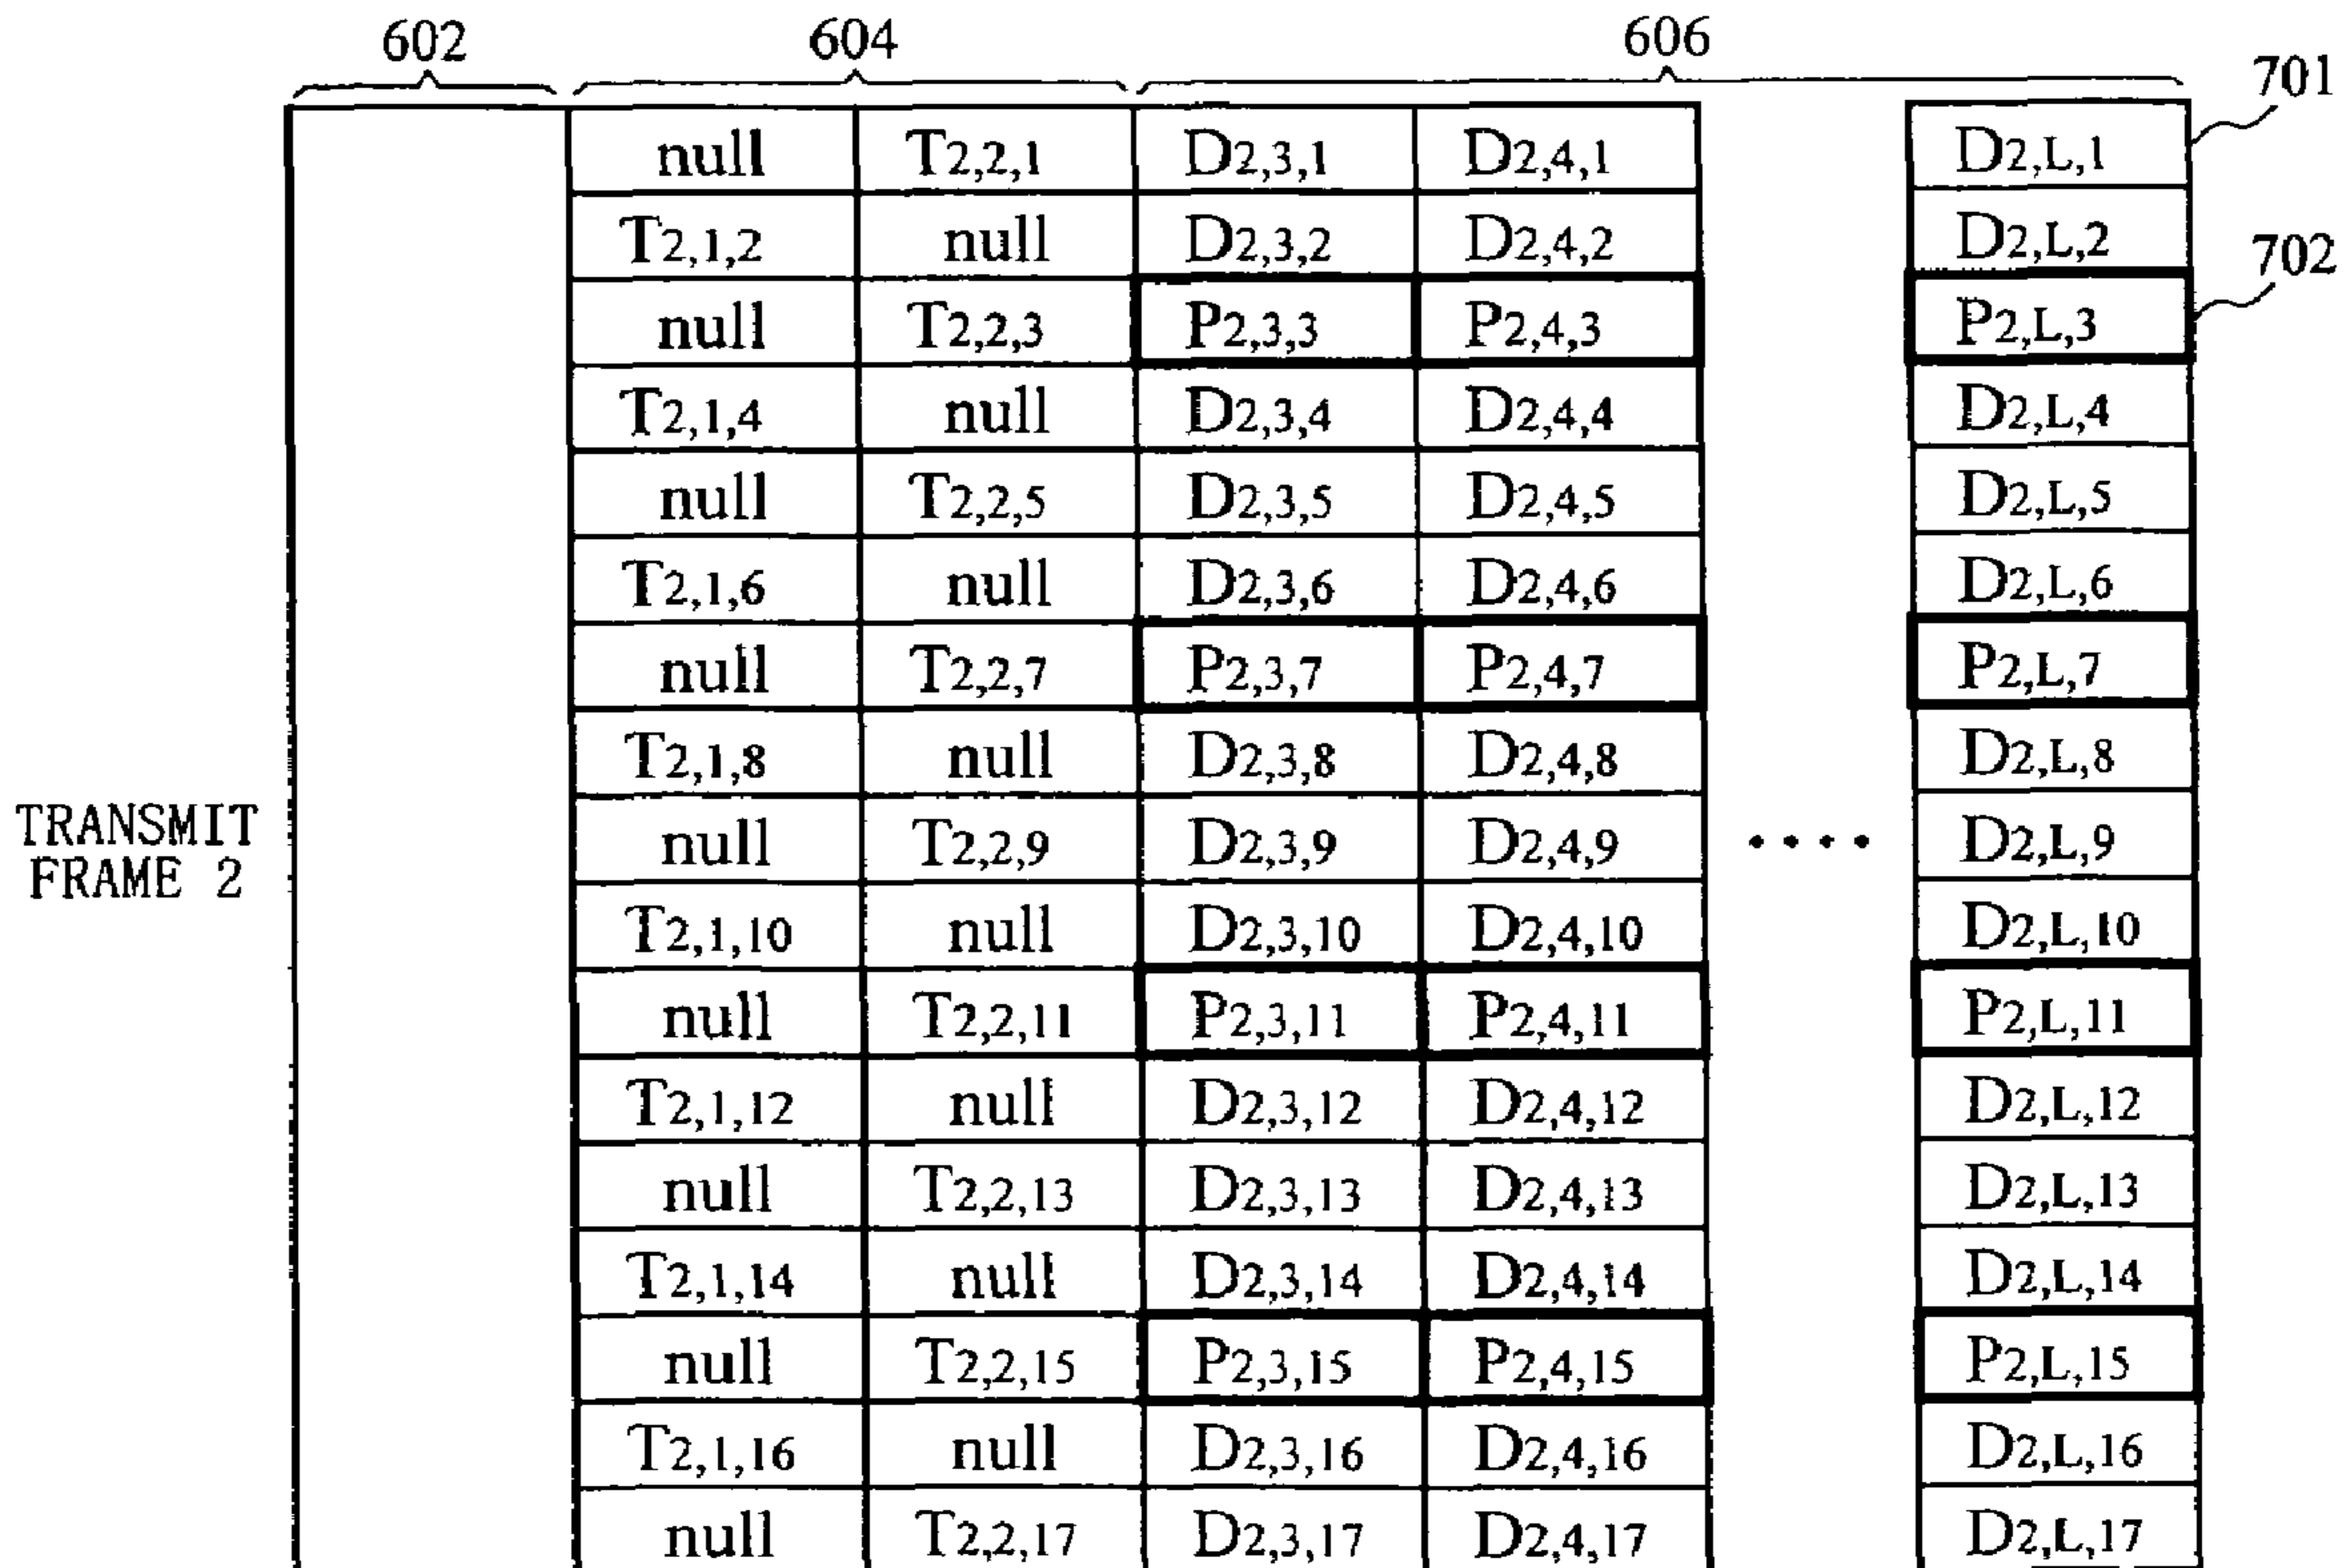 602 604 606
701
null T2,2,1 D2,3,1 D2,4,1 D2,L,1
T2,1,2 null D2,3,2 D2,4,2 D2,L,2
702
null T2,2,3 P2,3,3 P2,4,3 P2,L,3
T2,1,4 null D2,3,4 D2,4,4 D2,L,4
null T2,2,5 D2,3,5 D2,4,5 D2,L,5
T2,1,6 null D2,3,6 D2,4,6 D2,L,6
null T2,2,7 P2,3,7 P2,4,7 P2,L,7
T2,1,8 null D2,3,8 D2,4,8 D2,L,8
TRANSMIT
FRAME 2
null T2,2,9 D2,3,9 D2,4,9 .... D2,L,9
T2,1,10 null D2,3,10 D2,4,10 D2,L,10
null T2,2,11 P2,3,11 P2,4,11 P2,L,11
T2,1,12 null D2,3,12 D2,4,12 D2,L,12
null T2,2,13 D2,3,13 D2,4,13 D2,L,13
T2,1,14 null D2,3,14 D2,4,14 D2,L,14
null T2,2,15 P2,3,15 P2,4,15 P2,L,15
T2,1,16 null D2,3,16 D2,4,16 D2,L,16
null T2,2,17 D2,3,17 D2,4,17 D2,L,17